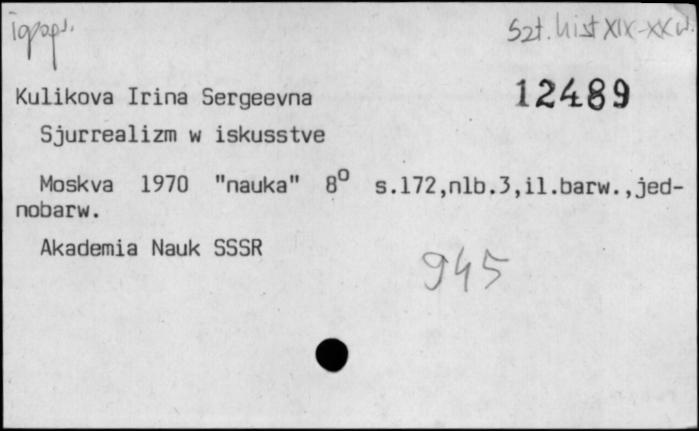 Szt. hist XIX-XX w.
12489
Kulikova Irina Sergeevna
Sjurrealizm w iskusstve
Moskva 1970 "nauka" 8º s.172,nlb.3,il.barw.,jed-
nobarw.
Akademia Nauk SSSR
945